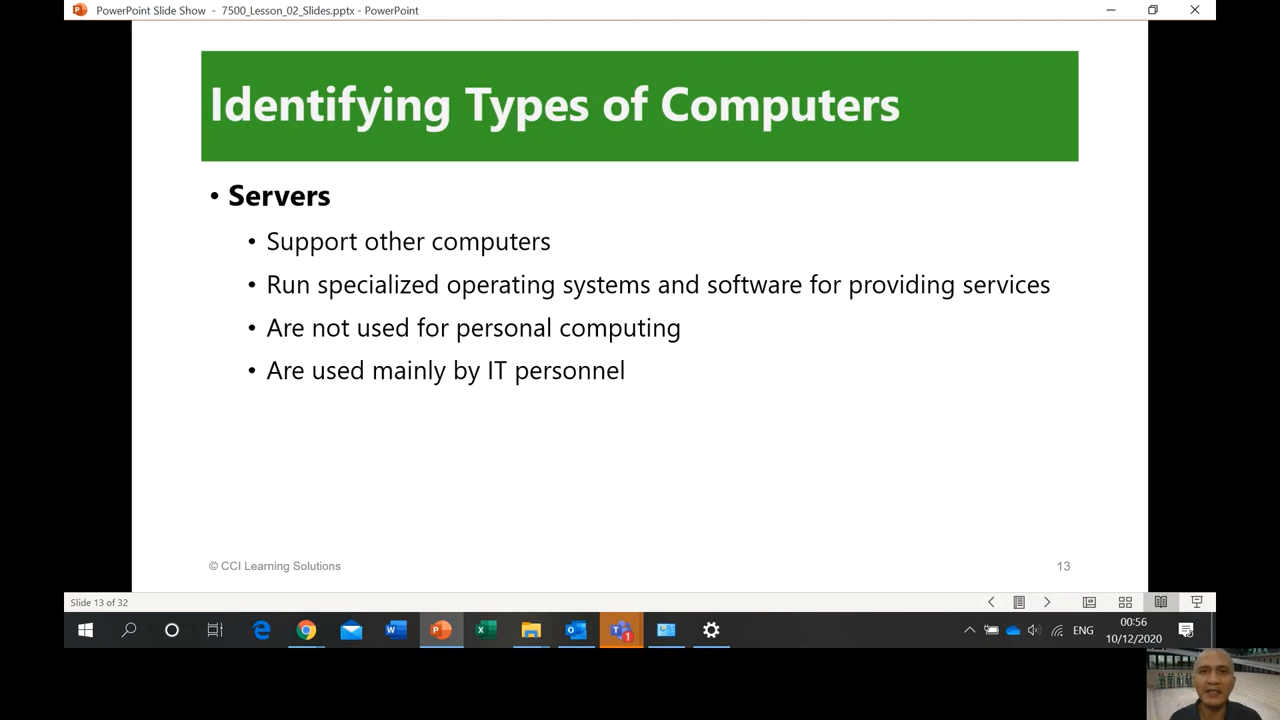 PowerPoint Slide Show - 7500_Lesson_02_Slides.pptx - PowerPoint
Identifying Types of Computers
• Servers
• Support other computers
• Run specialized operating systems and software for providing services
• Are not used for personal computing
• Are used mainly by IT personnel
© CCI Learning Solutions
13
Slide 13 of 32
ENG
00:56
10/12/2020